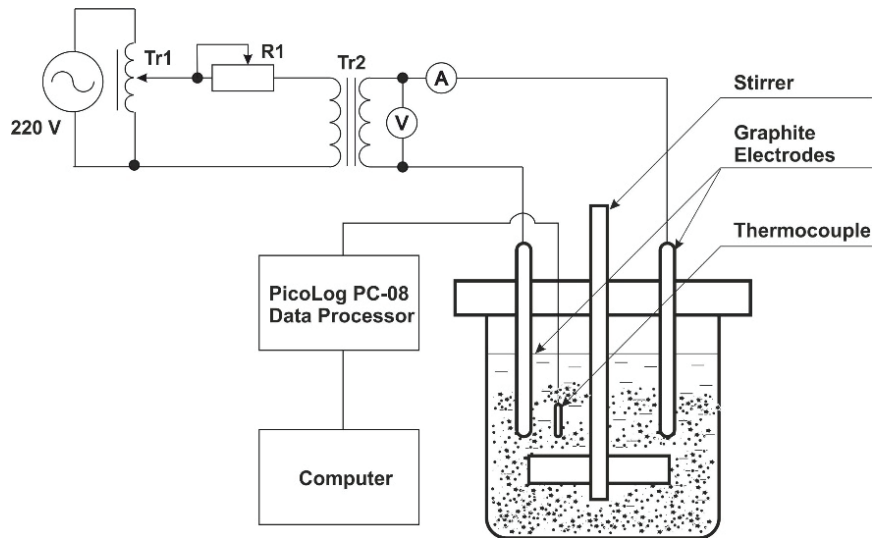 Tr1
R1
Tr2
A
V
220 V
Stirrer
Graphite
Electrodes
Thermocouple
PicoLog PC-08
Data Processor
Computer